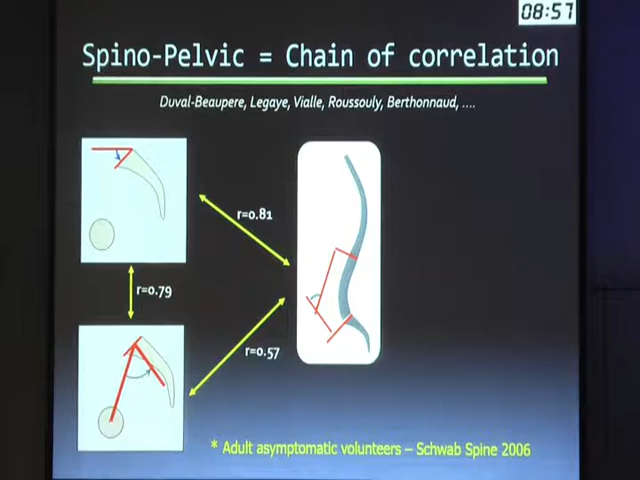 08:57
Spino-Pelvic = Chain of correlation
Duval-Beaupere, Legaye, Vialle, Roussouly, Berthonnaud, ....
r=0.81
r=0.79
r=0.57
* Adult asymptomatic volunteers – Schwab Spine 2006